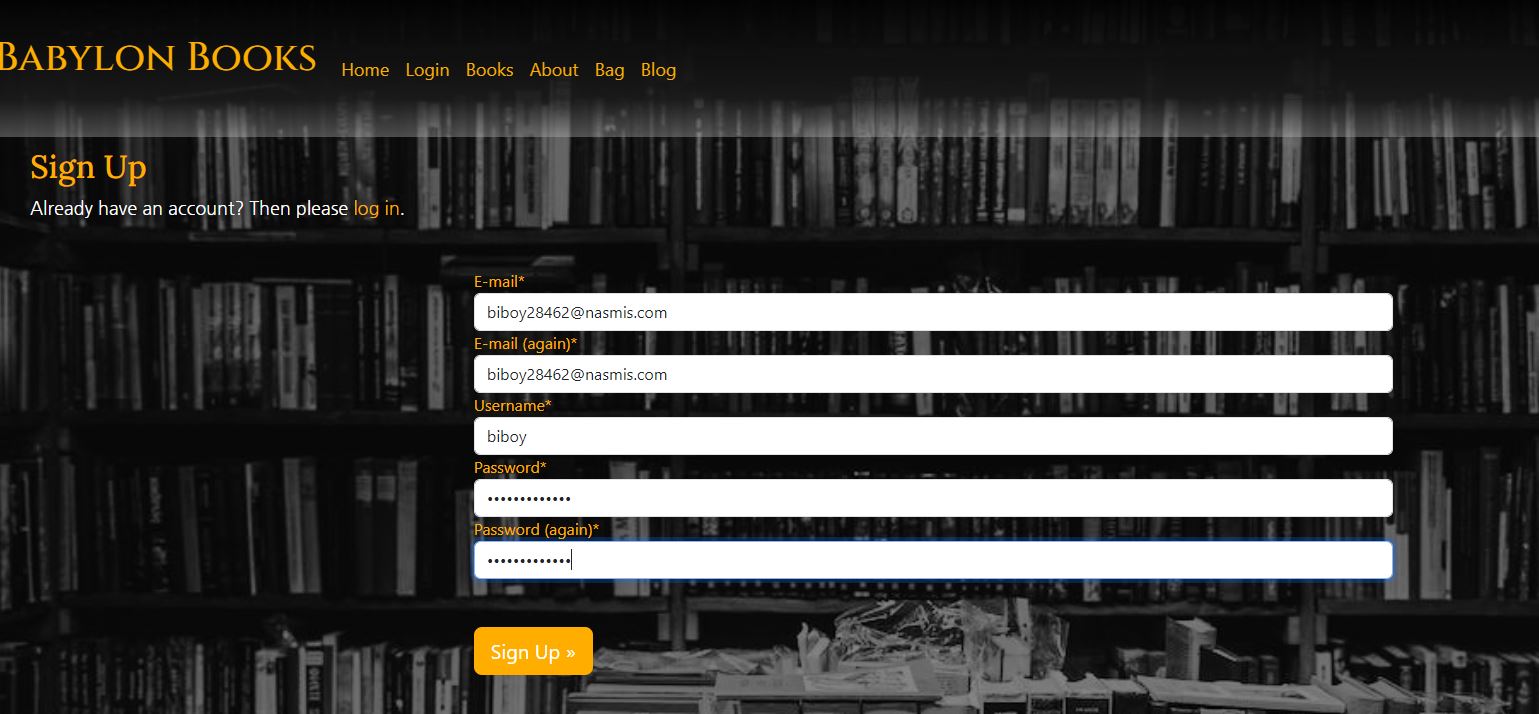 Babylon Books
Home Login Books About Bag Blog
Sign Up
Already have an account? Then please log in.
E-mail*
biboy28462@nasmis.com
E-mail (again)*
biboy28462@nasmis.com
Username*
biboy
Password*
•••••••••••••
Password (again)*
•••••••••••••
Sign Up »